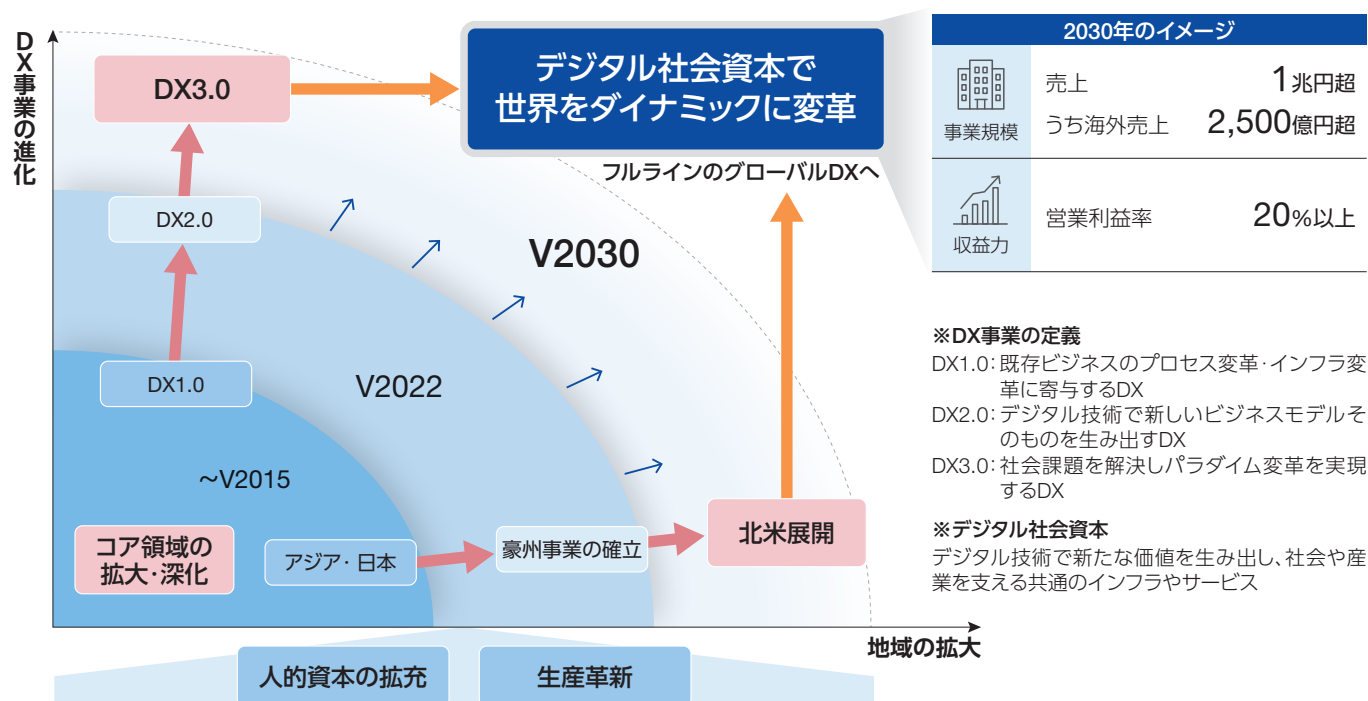 DX事業の進化
DX3.0
デジタル社会資本で
世界をダイナミックに変革
フルラインのグローバルDXへ
DX2.0
V2030
DX1.0
V2022
～V2015
コア領域の
拡大・深化
アジア・日本
豪州事業の確立
北米展開
地域の拡大
人的資本の拡充
生産革新
2030年のイメージ
事業規模
売上 1兆円超
うち海外売上 2,500億円超
収益力
営業利益率 20%以上
※DX事業の定義
DX1.0：既存ビジネスのプロセス変革・インフラ変
革に寄与するDX
DX2.0：デジタル技術で新しいビジネスモデルそ
のものを生み出すDX
DX3.0：社会課題を解決しパラダイム変革を実現
するDX
※デジタル社会資本
デジタル技術で新たな価値を生み出し、社会や産
業を支える共通のインフラやサービス